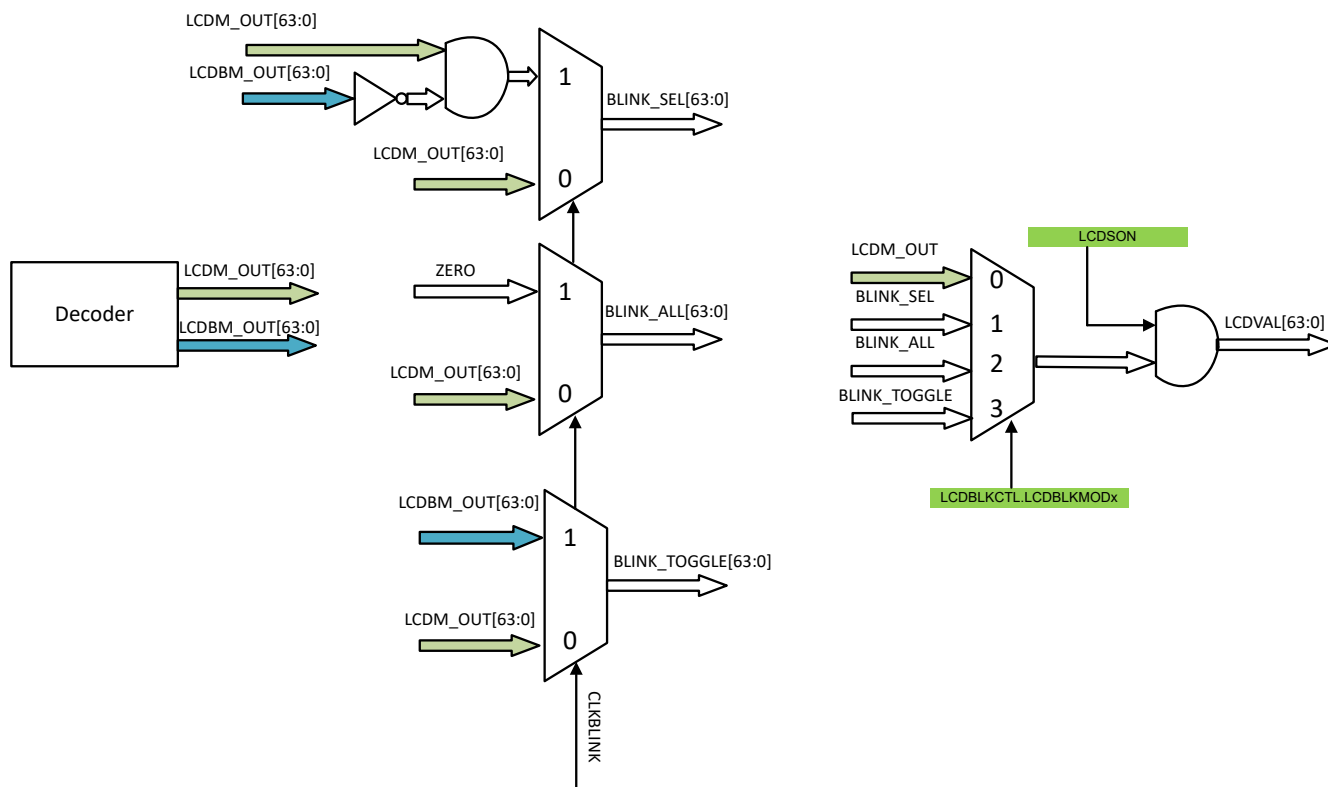 LCDM_OUT[63:0]
LCDBM_OUT[63:0]
1
BLINK_SEL[63:0]
LCDM_OUT[63:0]
0
Decoder
LCDM_OUT[63:0]
LCDBM_OUT[63:0]
ZERO
1
BLINK_ALL[63:0]
LCDM_OUT[63:0]
0
LCDBM_OUT[63:0]
1
BLINK_TOGGLE[63:0]
LCDM_OUT[63:0]
0
CLKBLINK
LCDSON
LCDM_OUT
0
BLINK_SEL
1
BLINK_ALL
2
BLINK_TOGGLE
3
LCDVAL[63:0]
LCDBLKCTL.LCDBLKMODx